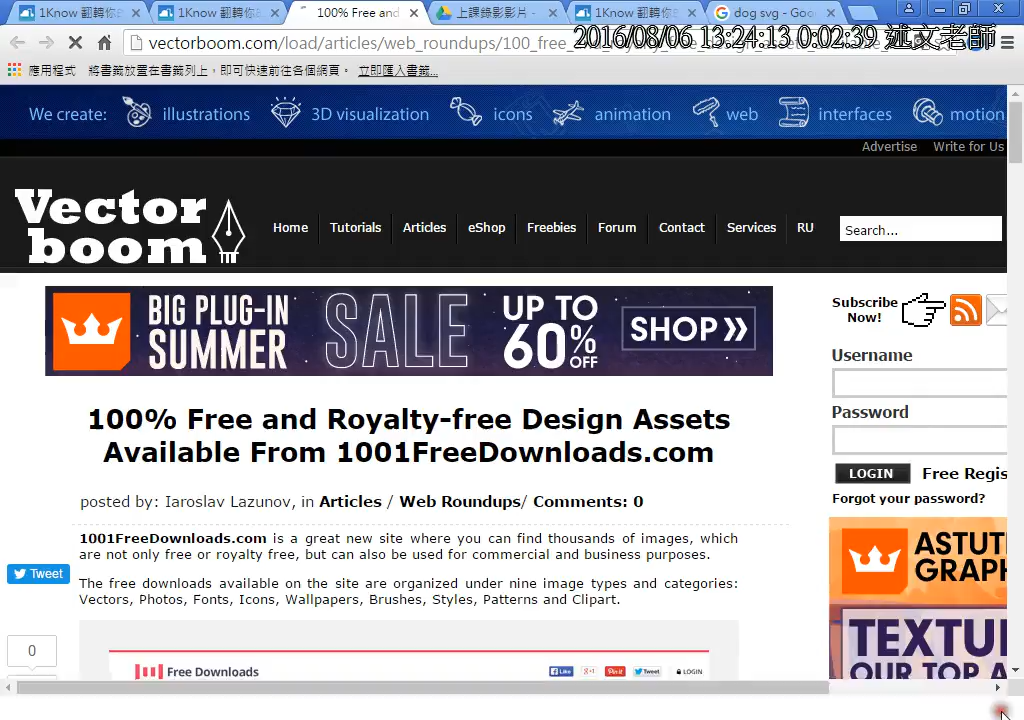 1Know 翻轉你
1Know 翻轉你
100% Free and
上課錄影影片 -
1Know 翻轉你
dog svg - Goo
vectorboom.com/load/articles/web_roundups/100_free_
2016/08/06 13:24:13 0:02:39 述文老師
應用程式 將書籤放置在書籤列上,即可快速前往各個網頁。 立即匯入書籤...
We create: illustrations 3D visualization icons animation web interfaces motion
Advertise Write for Us
Vector
boom
Home Tutorials Articles eShop Freebies Forum Contact Services RU
Search...
BIG PLUG-IN
SUMMER
SALE
UP TO
60% OFF
SHOP
Subscribe
Now!
Username
Password
LOGIN Free Regis
Forgot your password?
100% Free and Royalty-free Design Assets
Available From 1001FreeDownloads.com
posted by: Iaroslav Lazunov, in Articles / Web Roundups/ Comments: 0
1001FreeDownloads.com is a great new site where you can find thousands of images, which
are not only free or royalty free, but can also be used for commercial and business purposes.
The free downloads available on the site are organized under nine image types and categories:
Vectors, Photos, Fonts, Icons, Wallpapers, Brushes, Styles, Patterns and Clipart.
Tweet
0
ASTUT
GRAPH
TEXTU
OUR TOP A
Free Downloads
Like
+1
Pin it
Tweet
LOGIN